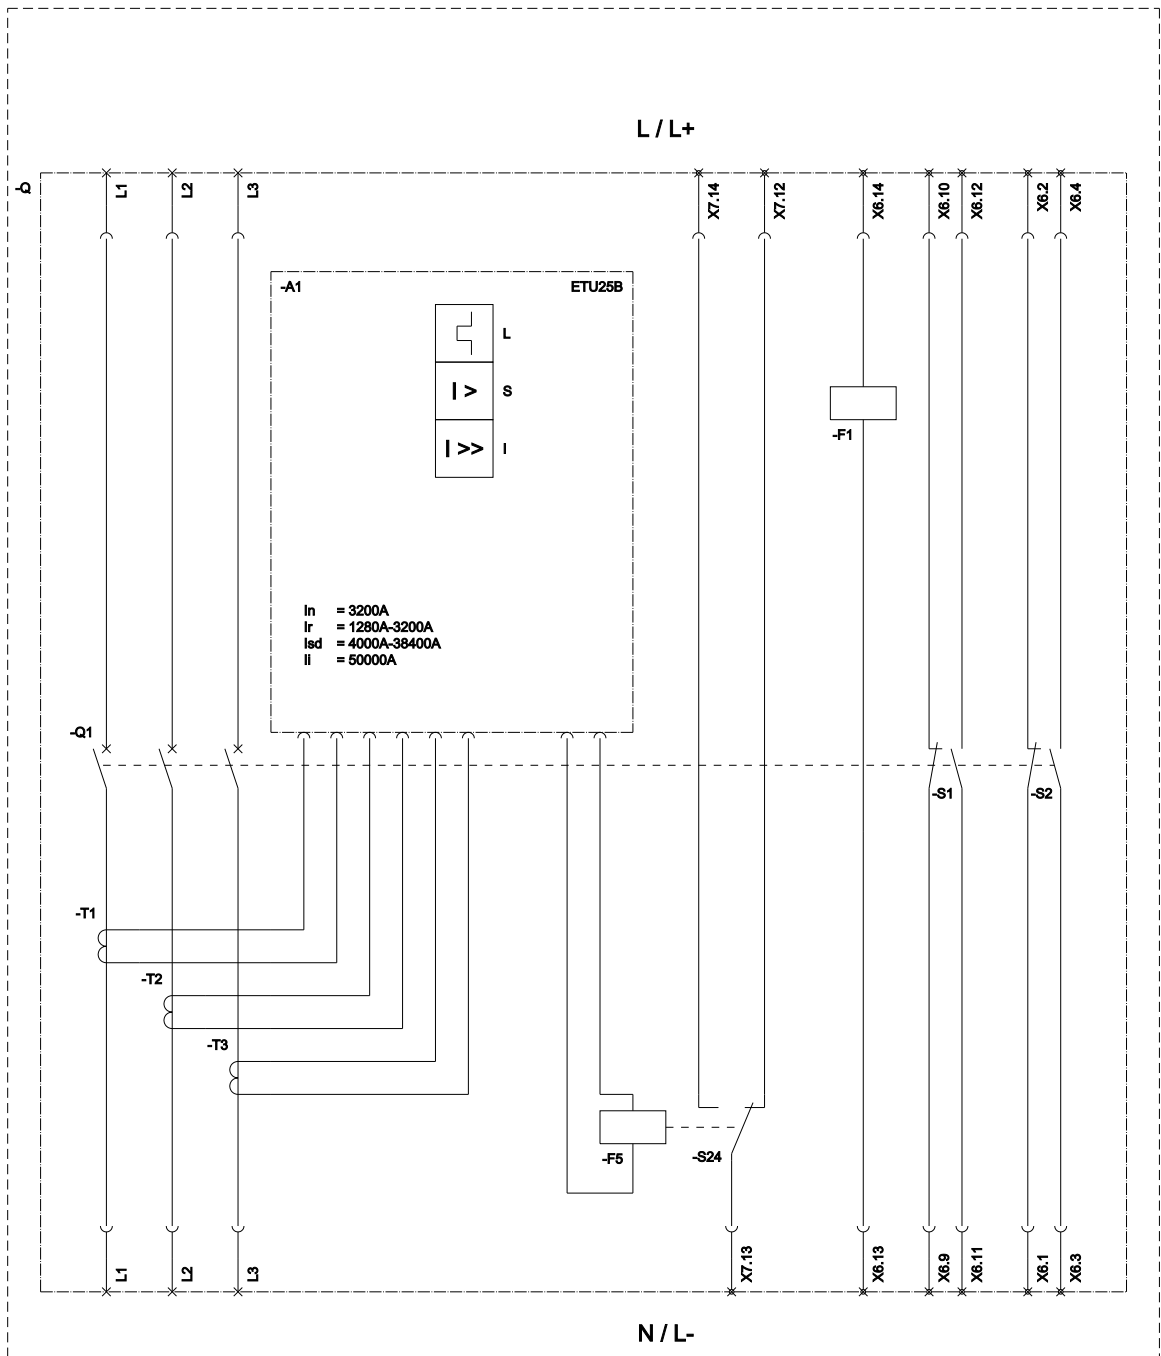 L / L+
-Q
L1
L2
L3
X7.14
X7.12
X6.14
X6.10
X6.12
X6.2
X6.4
-A1
ETU25B
L
I >
S
I >>
I
-F1
In = 3200A
Ir = 1280A-3200A
Isd = 4000A-38400A
Ii = 50000A
-Q1
-S1
-S2
-T1
-T2
-T3
-F5
-S24
L1
L2
L3
X7.13
X6.13
X6.9
X6.11
X6.1
X6.3
N / L-